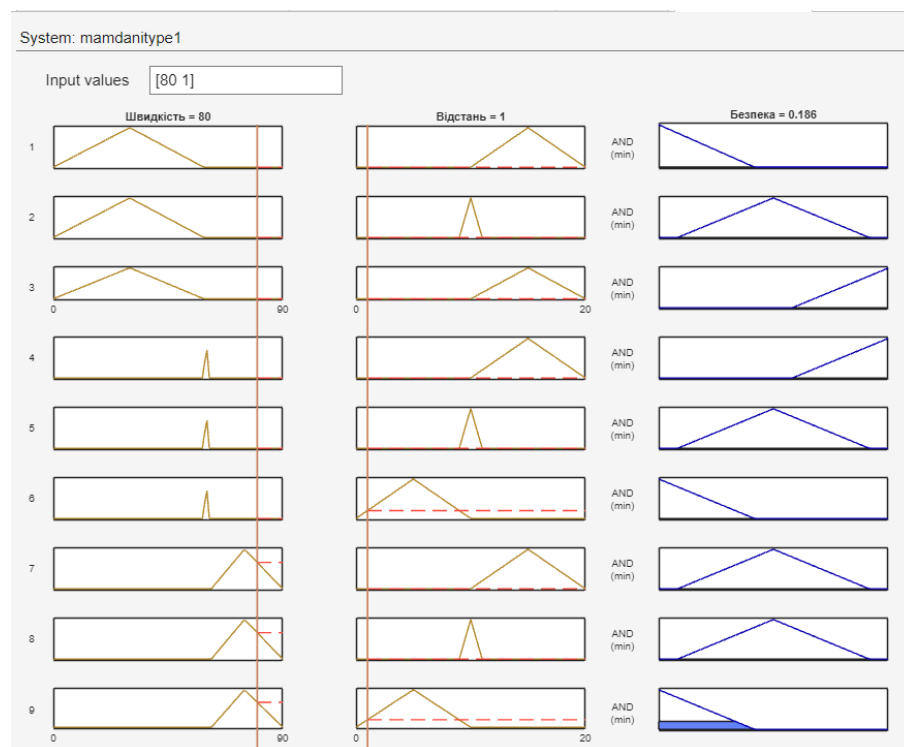 System: mamdanitype1
Input values [80 1]
Швидкість = 80 Відстань = 1 Безпека = 0.186
1 AND
(min)
2 AND
(min)
3 AND
(min)
0 90 0 20
4 AND
(min)
5 AND
(min)
6 AND
(min)
7 AND
(min)
8 AND
(min)
9 AND
(min)
0 90 0 20